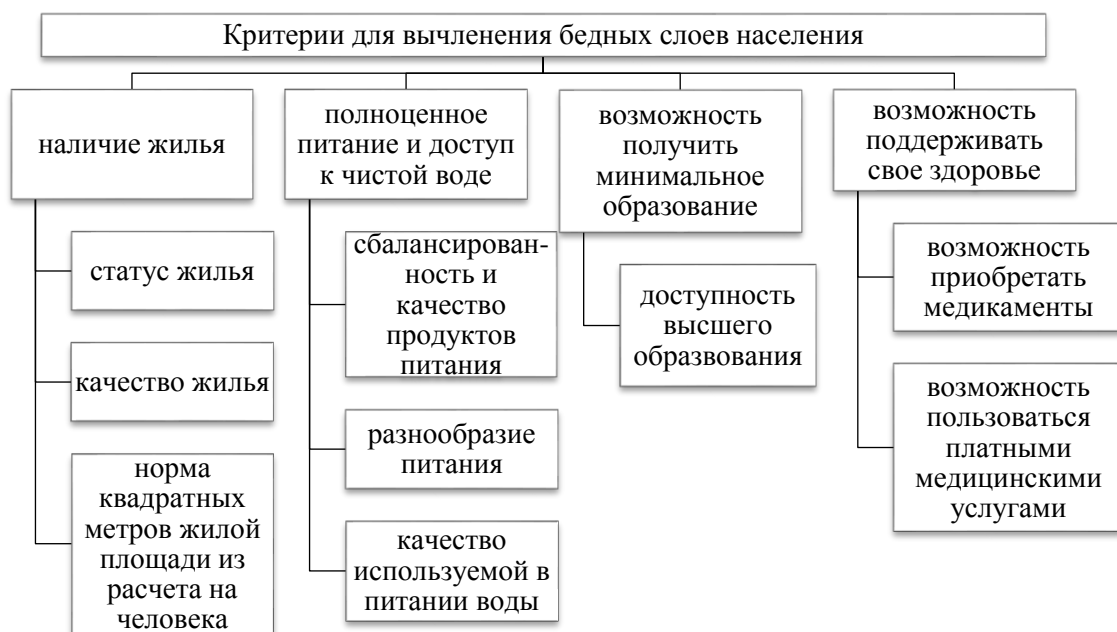 Критерии для вычленения бедных слоев населения
наличие жилья
статус жилья
качество жилья
норма
квадратных
метров жилой
площади из
расчета на
человека
полноценное
питание и доступ
к чистой воде
сбалансирован-
ность и
качество
продуктов
питания
разнообразие
питания
качество
используемой в
питании воды
возможность
получить
минимальное
образование
доступность
высшего
образвования
возможность
поддерживать
свое здоровье
возможность
приобретать
медикаменты
возможность
пользоваться
платными
медицинскими
услугами